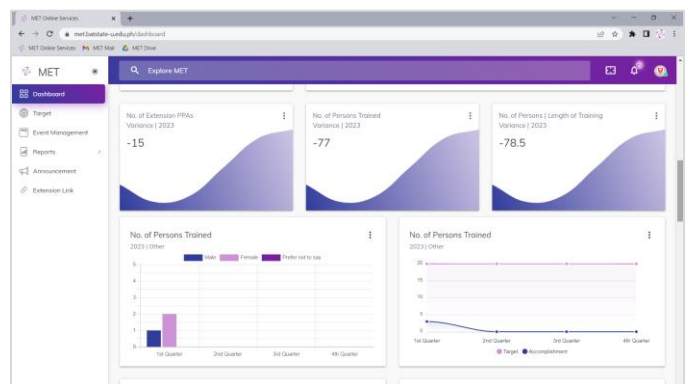 MET Online Services
met.batstate-u.edu.ph/dashboard
MET Online Services MET Mail MET Drive
MET
Explore MET
Dashboard
Target
Event Management
Reports
Announcement
Extension Link
No. of Extension PPAs
Variance | 2023
-15
No. of Persons Trained
Variance | 2023
-77
No. of Persons | Length of Training
Variance | 2023
-78.5
No. of Persons Trained
2023 | Other
Male Female Prefer not to say
5
4
3
2
1
0
1st Quarter 2nd Quarter 3rd Quarter 4th Quarter
No. of Persons Trained
2023 | Other
20
15
10
5
0
1st Quarter 2nd Quarter 3rd Quarter 4th Quarter
Target Accomplishment